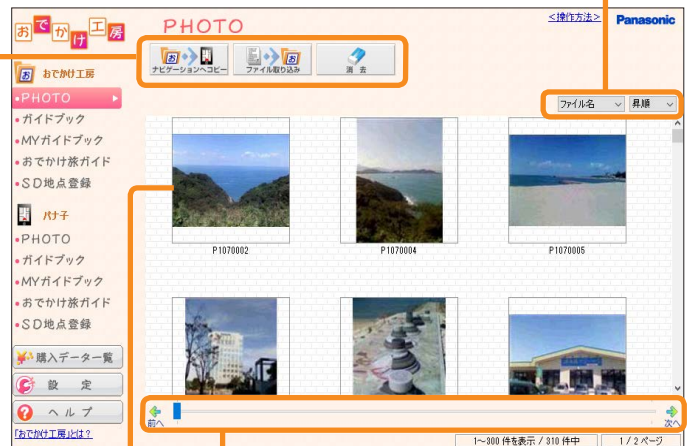 おでかけ工房
PHOTO
<操作方法>
Panasonic
ナビゲーションへコピー
ファイル取り込み
消去
おでかけ工房
•PHOTO
•ガイドブック
•MYガイドブック
•おでかけ旅ガイド
•SD地点登録
パナ子
•PHOTO
•ガイドブック
•MYガイドブック
•おでかけ旅ガイド
•SD地点登録
購入データ一覧
設 定
ヘ ル プ
「おでかけ工房」とは?
ファイル名
昇順
P1070002
P1070004
P1070005
前へ
次へ
1~300 件を表示 / 310 件中
1 / 2 ページ